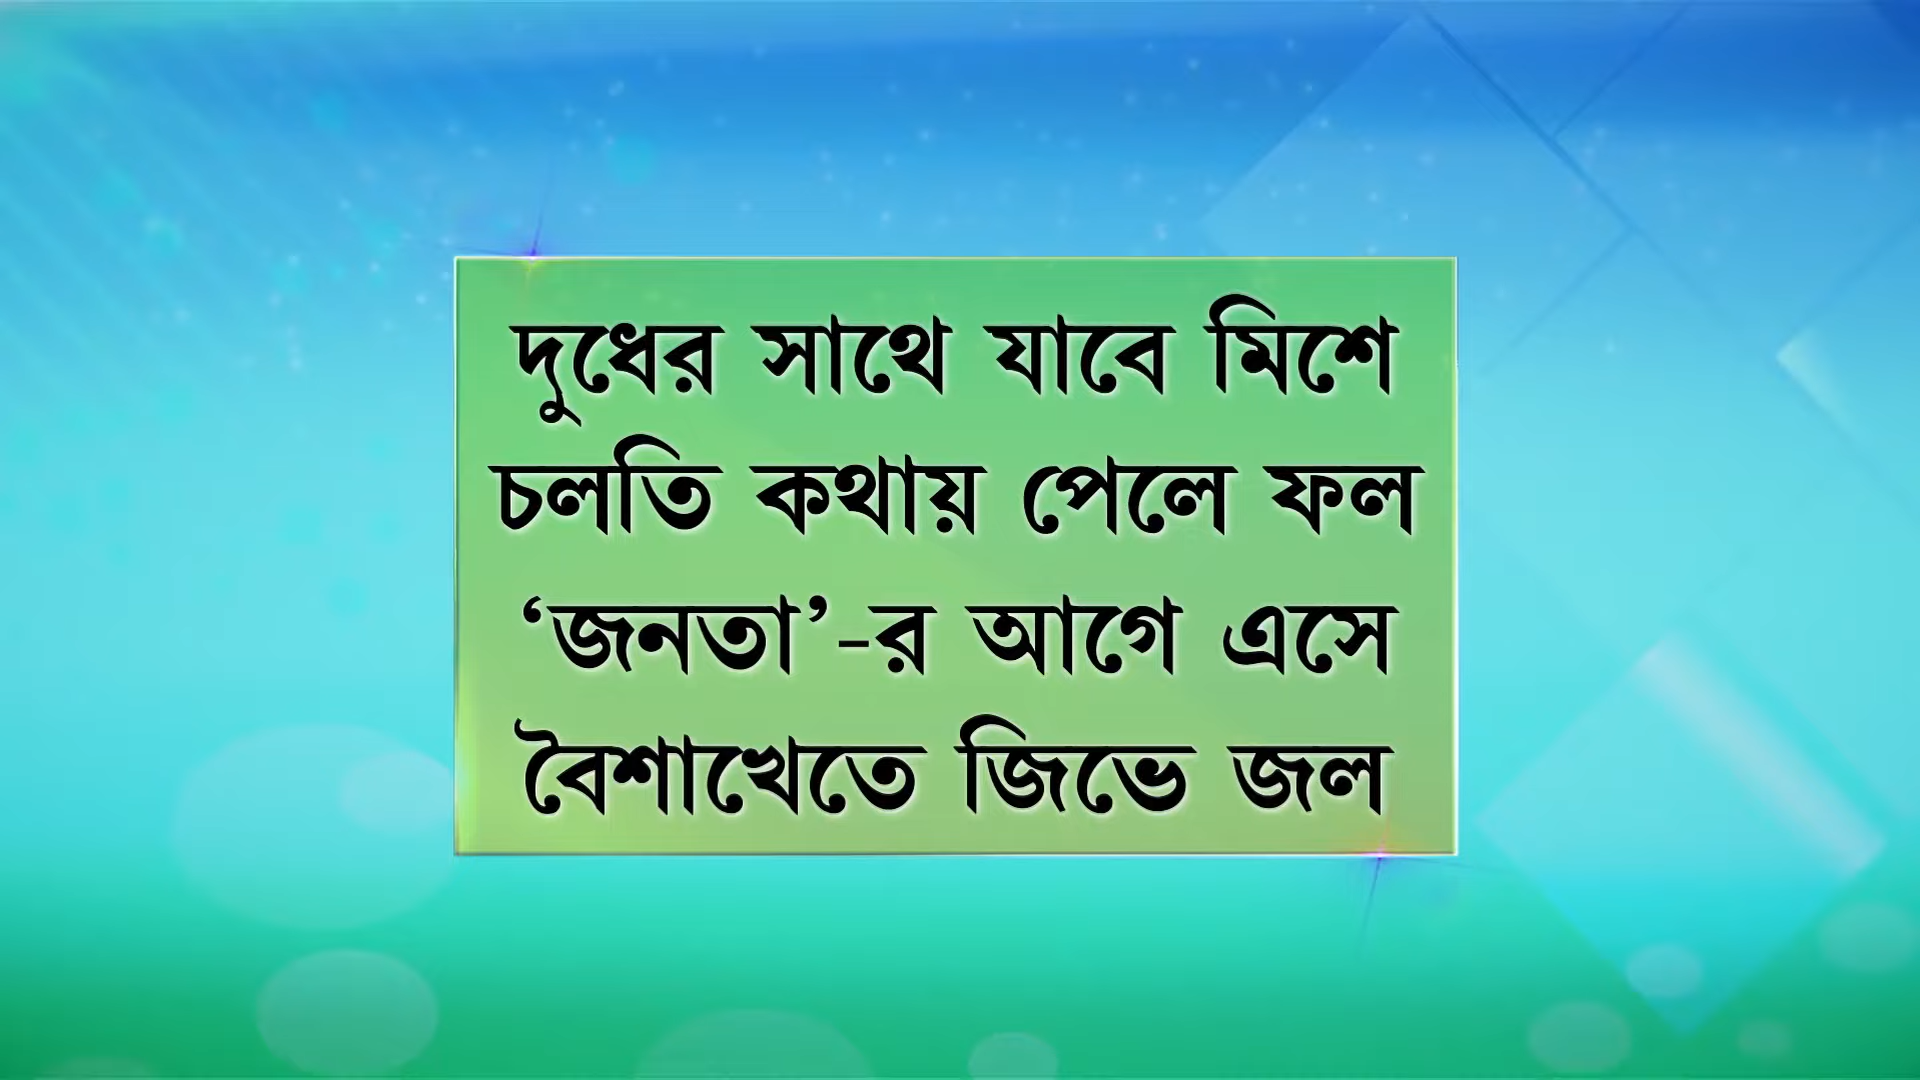 দুধের সাথে যাবে মিশে
চলতি কথায় পেলে ফল
‘জনতা’-র আগে এসে
বৈশাখেতে জিভে জল